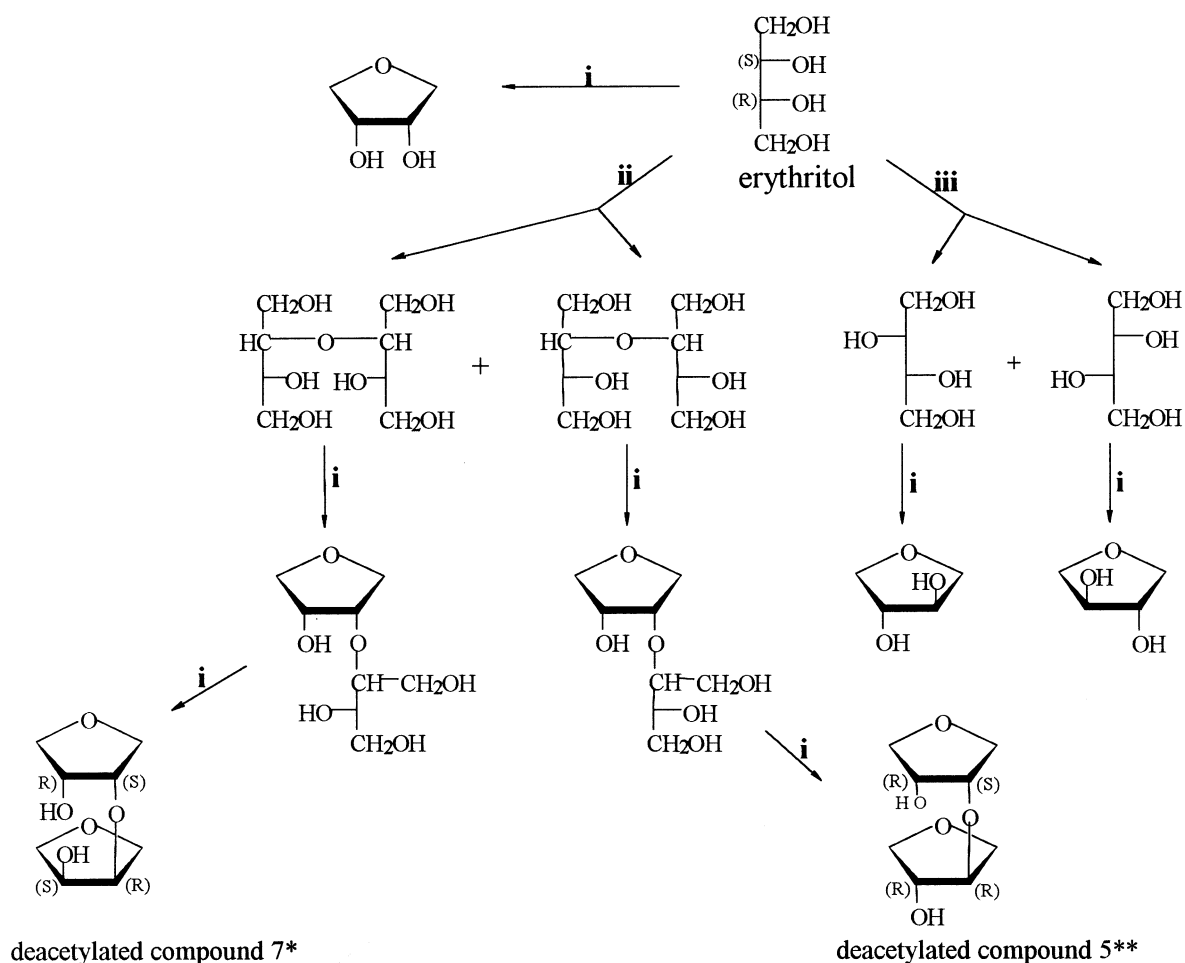 CH2OH
(S) OH
O i
(R) OH
OH OH
CH2OH
erythritol
ii iii
CH2OH CH2OH CH2OH CH2OH CH2OH CH2OH
HC O CH HC O CH HO OH
OH HO + OH OH OH + HO
CH2OH CH2OH CH2OH CH2OH CH2OH CH2OH
i i i i
O O O O
HO OH
OH O OH O OH OH
i CH CH2OH CH CH2OH
HO OH
CH2OH CH2OH
i
O O
R) (S) (R) (S)
HO O H O O
O O
OH
(S) (R) (R) (R)
OH
deacetylated compound 7* deacetylated compound 5**